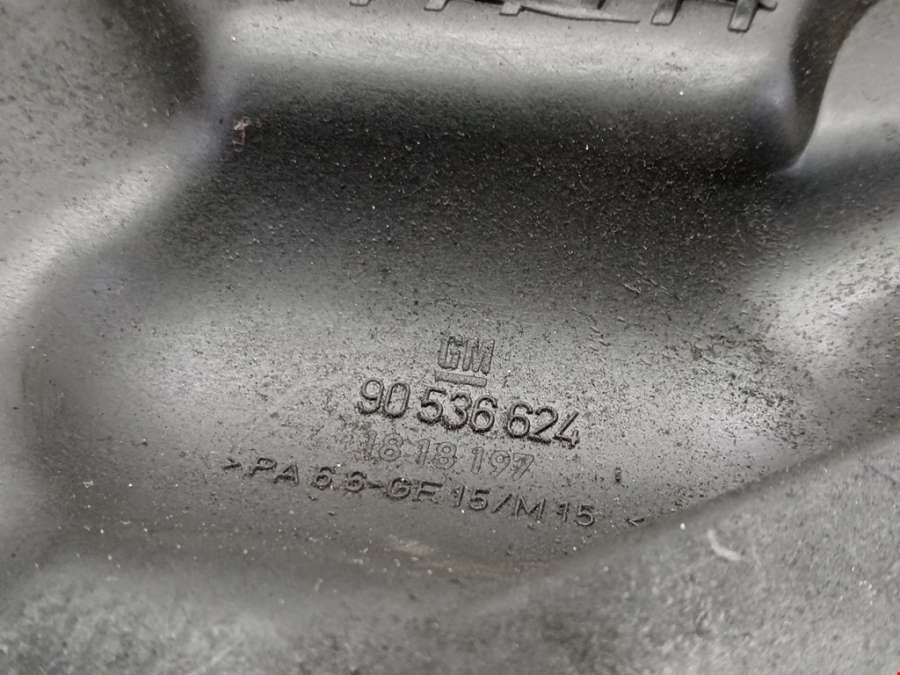 GM
90 536 624
18 18 197
>PA 6.6-GF 15/M 15 <